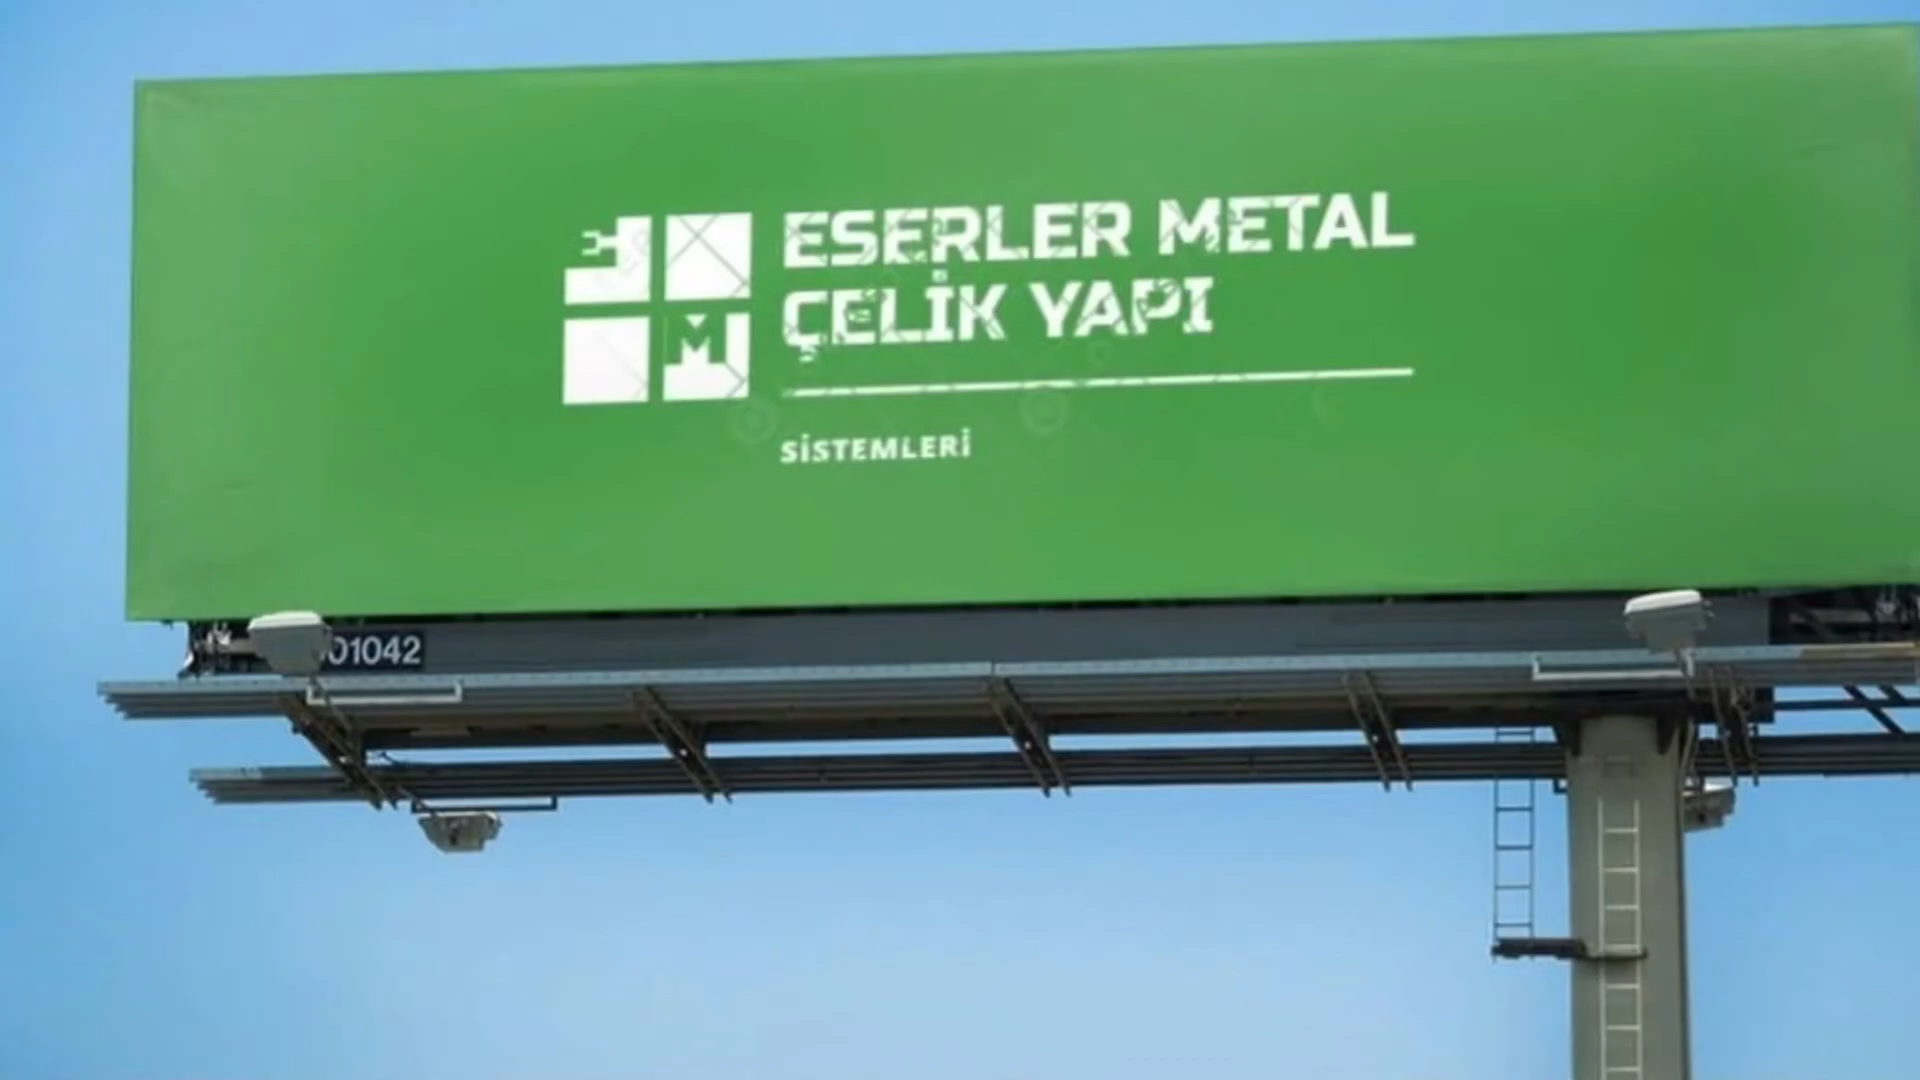 ESERLER METAL
ÇELİK YAPI
SİSTEMLERİ
M
01042